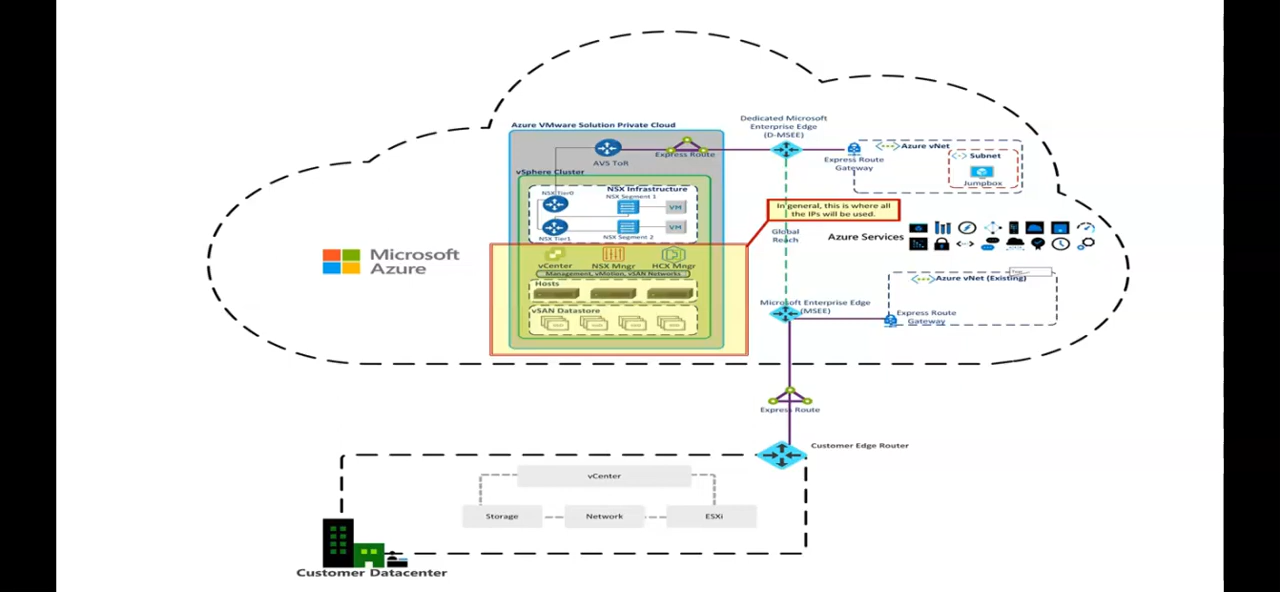 Azure VMware Solution Private Cloud
Dedicated Microsoft
Enterprise Edge
(D-MSEE)
AVS ToR
Express Route
Express Route
Gateway
Azure vNet
Subnet
Jumpbox
vSphere Cluster
NSX Infrastructure
NSX Tier0
NSX Segment 1
VM
NSX Tier1
NSX Segment 2
VM
In general, this is where all
the IPs will be used.
Global
Reach
Azure Services
Microsoft
Azure
vCenter
NSX Mngr
HCX Mngr
Management, vMotion, vSAN Networks
Hosts
vSAN Datastore
Azure vNet (Existing)
Microsoft Enterprise Edge
(MSEE)
Express Route
Gateway
Express Route
Customer Edge Router
vCenter
Storage
Network
ESXi
Customer Datacenter